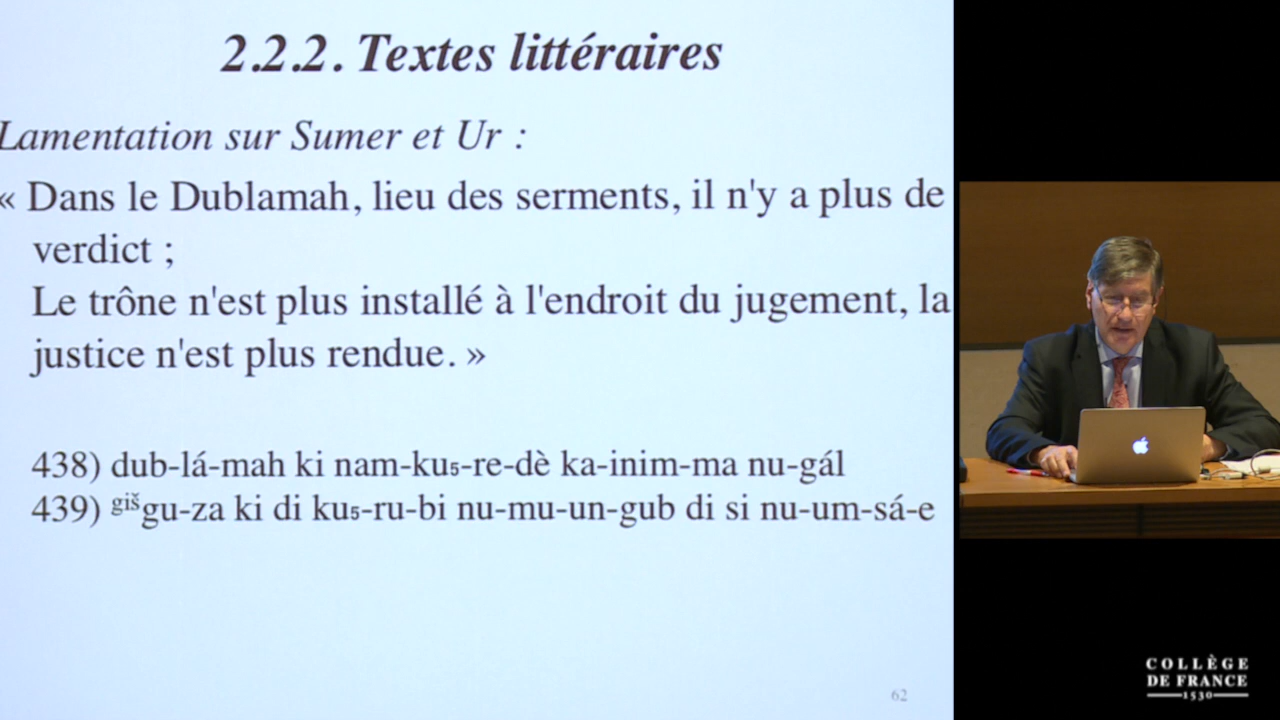 2.2.2. Textes littéraires
Lamentation sur Sumer et Ur :
« Dans le Dublamah, lieu des serments, il n'y a plus de
verdict ;
Le trône n'est plus installé à l'endroit du jugement, la
justice n'est plus rendue. »
438) dub-lá-mah ki nam-ku₅-re-dè ka-inim-ma nu-gál
439) ᵍⁱˢ̌gu-za ki di ku₅-ru-bi nu-mu-un-gub di si nu-um-sá-e
62
COLLÈGE
DE FRANCE
1530